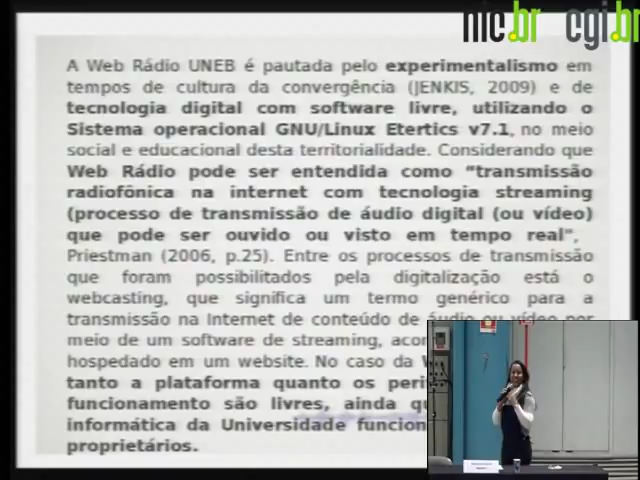 nic.br cgi.br
A Web Rádio UNEB é pautada pelo experimentalismo em
tempos de cultura da convergência (JENKIS, 2009) e de
tecnologia digital com software livre, utilizando o
Sistema operacional GNU/Linux Etertics v7.1, no meio
social e educacional desta territorialidade. Considerando que
Web Rádio pode ser entendida como "transmissão
radiofônica na internet com tecnologia streaming
(processo de transmissão de áudio digital (ou vídeo)
que pode ser ouvido ou visto em tempo real",
Priestman (2006, p.25). Entre os processos de transmissão
que foram possibilitados pela digitalização está o
webcasting, que significa um termo genérico para a
transmissão na Internet de conteúdo de áudio ou vídeo por
meio de um software de streaming,
hospedado em um website. No caso da
tanto a plataforma quanto os
funcionamento são livres, ainda
informática da Universidade
proprietários.